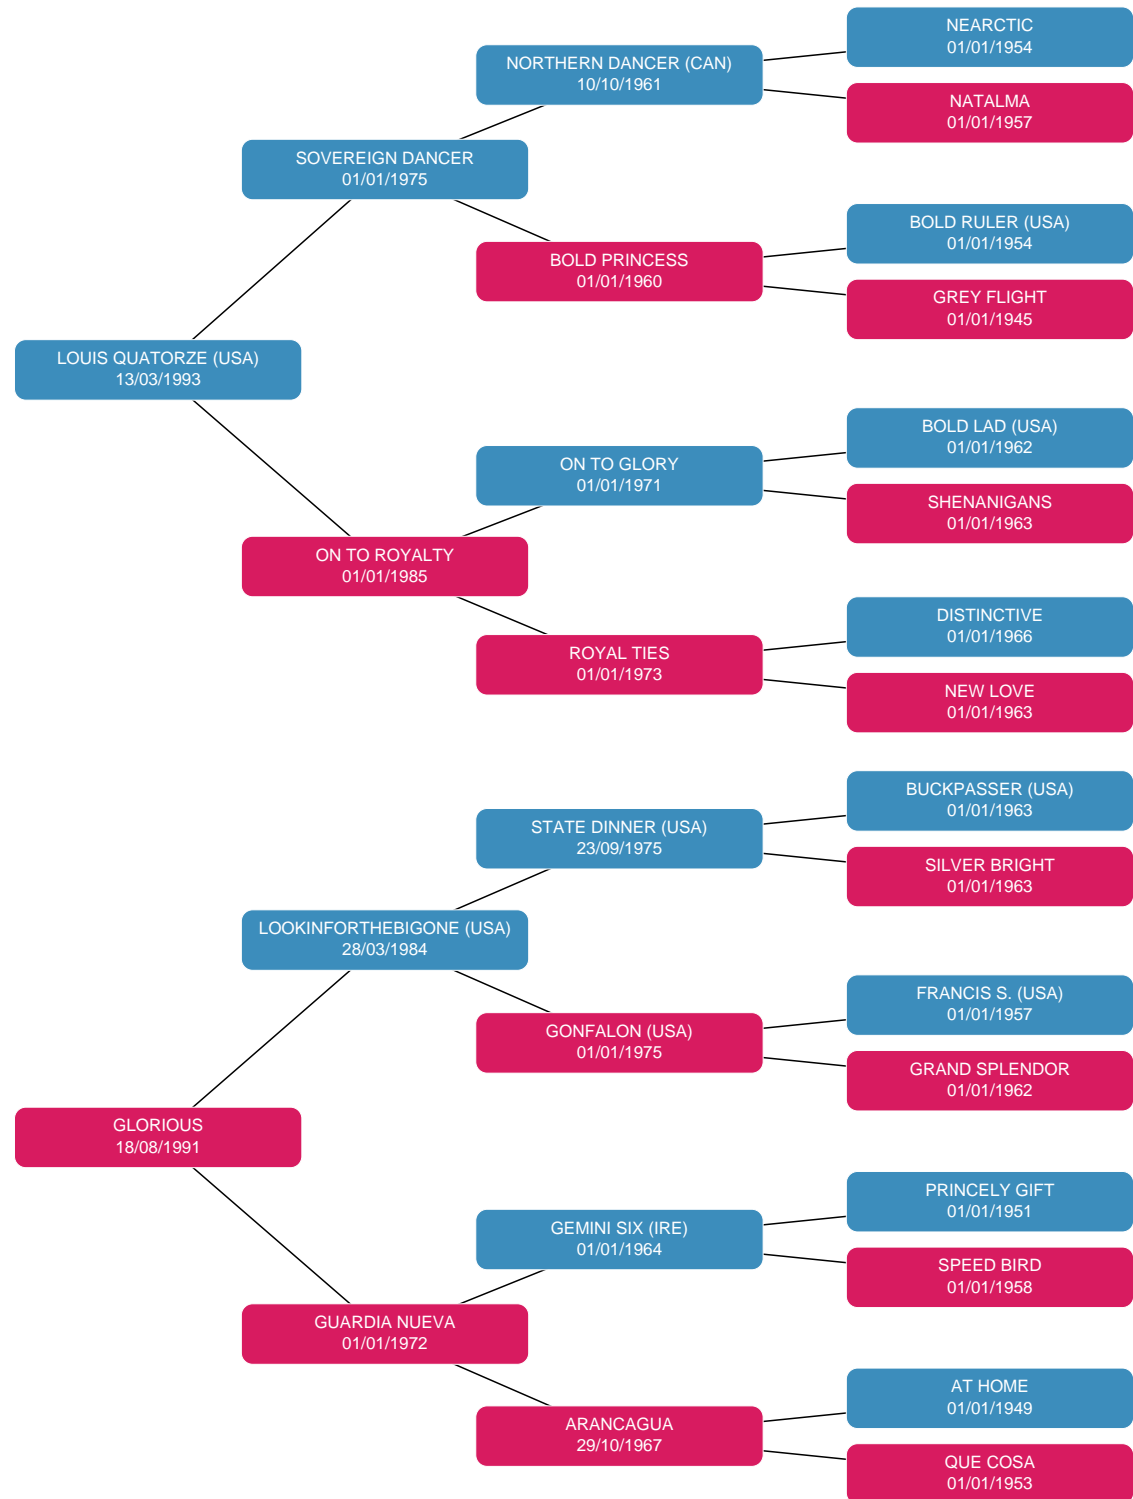 NEARCTIC
01/01/1954
NORTHERN DANCER (CAN)
10/10/1961
NATALMA
01/01/1957
SOVEREIGN DANCER
01/01/1975
BOLD RULER (USA)
01/01/1954
BOLD PRINCESS
01/01/1960
GREY FLIGHT
01/01/1945
LOUIS QUATORZE (USA)
13/03/1993
BOLD LAD (USA)
01/01/1962
ON TO GLORY
01/01/1971
SHENANIGANS
01/01/1963
ON TO ROYALTY
01/01/1985
DISTINCTIVE
01/01/1966
ROYAL TIES
01/01/1973
NEW LOVE
01/01/1963
BUCKPASSER (USA)
01/01/1963
STATE DINNER (USA)
23/09/1975
SILVER BRIGHT
01/01/1963
LOOKINFORTHEBIGONE (USA)
28/03/1984
FRANCIS S. (USA)
01/01/1957
GONFALON (USA)
01/01/1975
GRAND SPLENDOR
01/01/1962
GLORIOUS
18/08/1991
PRINCELY GIFT
01/01/1951
GEMINI SIX (IRE)
01/01/1964
SPEED BIRD
01/01/1958
GUARDIA NUEVA
01/01/1972
AT HOME
01/01/1949
ARANCAGUA
29/10/1967
QUE COSA
01/01/1953